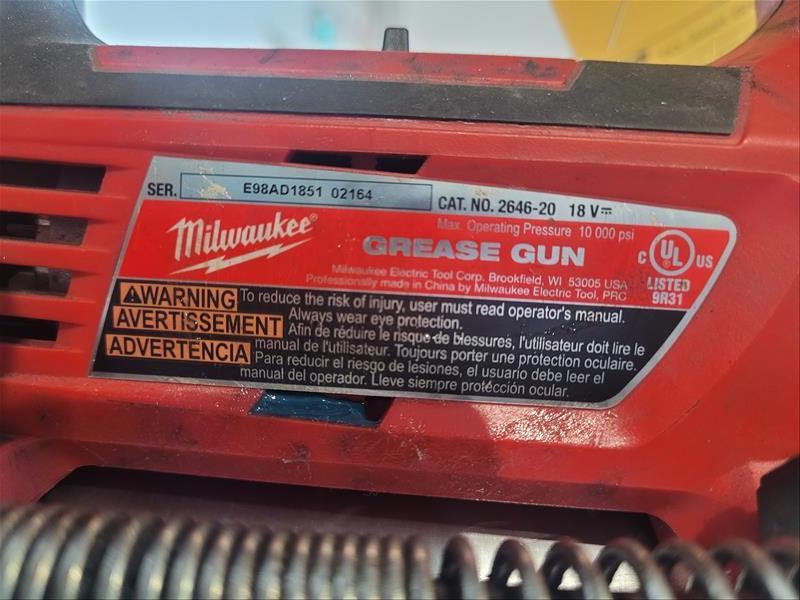 SER. E98AD1851 02164 CAT. NO. 2646-20 18 V⎓
Max. Operating Pressure 10 000 psi
Milwaukee®
GREASE GUN
C UL US
LISTED
9R31
Milwaukee Electric Tool Corp. Brookfield, WI 53005 USA
Professionally made in China by Milwaukee Electric Tool, PRC
WARNING To reduce the risk of injury, user must read operator's manual.
Always wear eye protection.
AVERTISSEMENT Afin de réduire le risque de blessures, l'utilisateur doit lire le
manuel de l'utilisateur. Toujours porter une protection oculaire.
ADVERTENCIA Para reducir el riesgo de lesiones, el usuario debe leer el
manual del operador. Lleve siempre protección ocular.